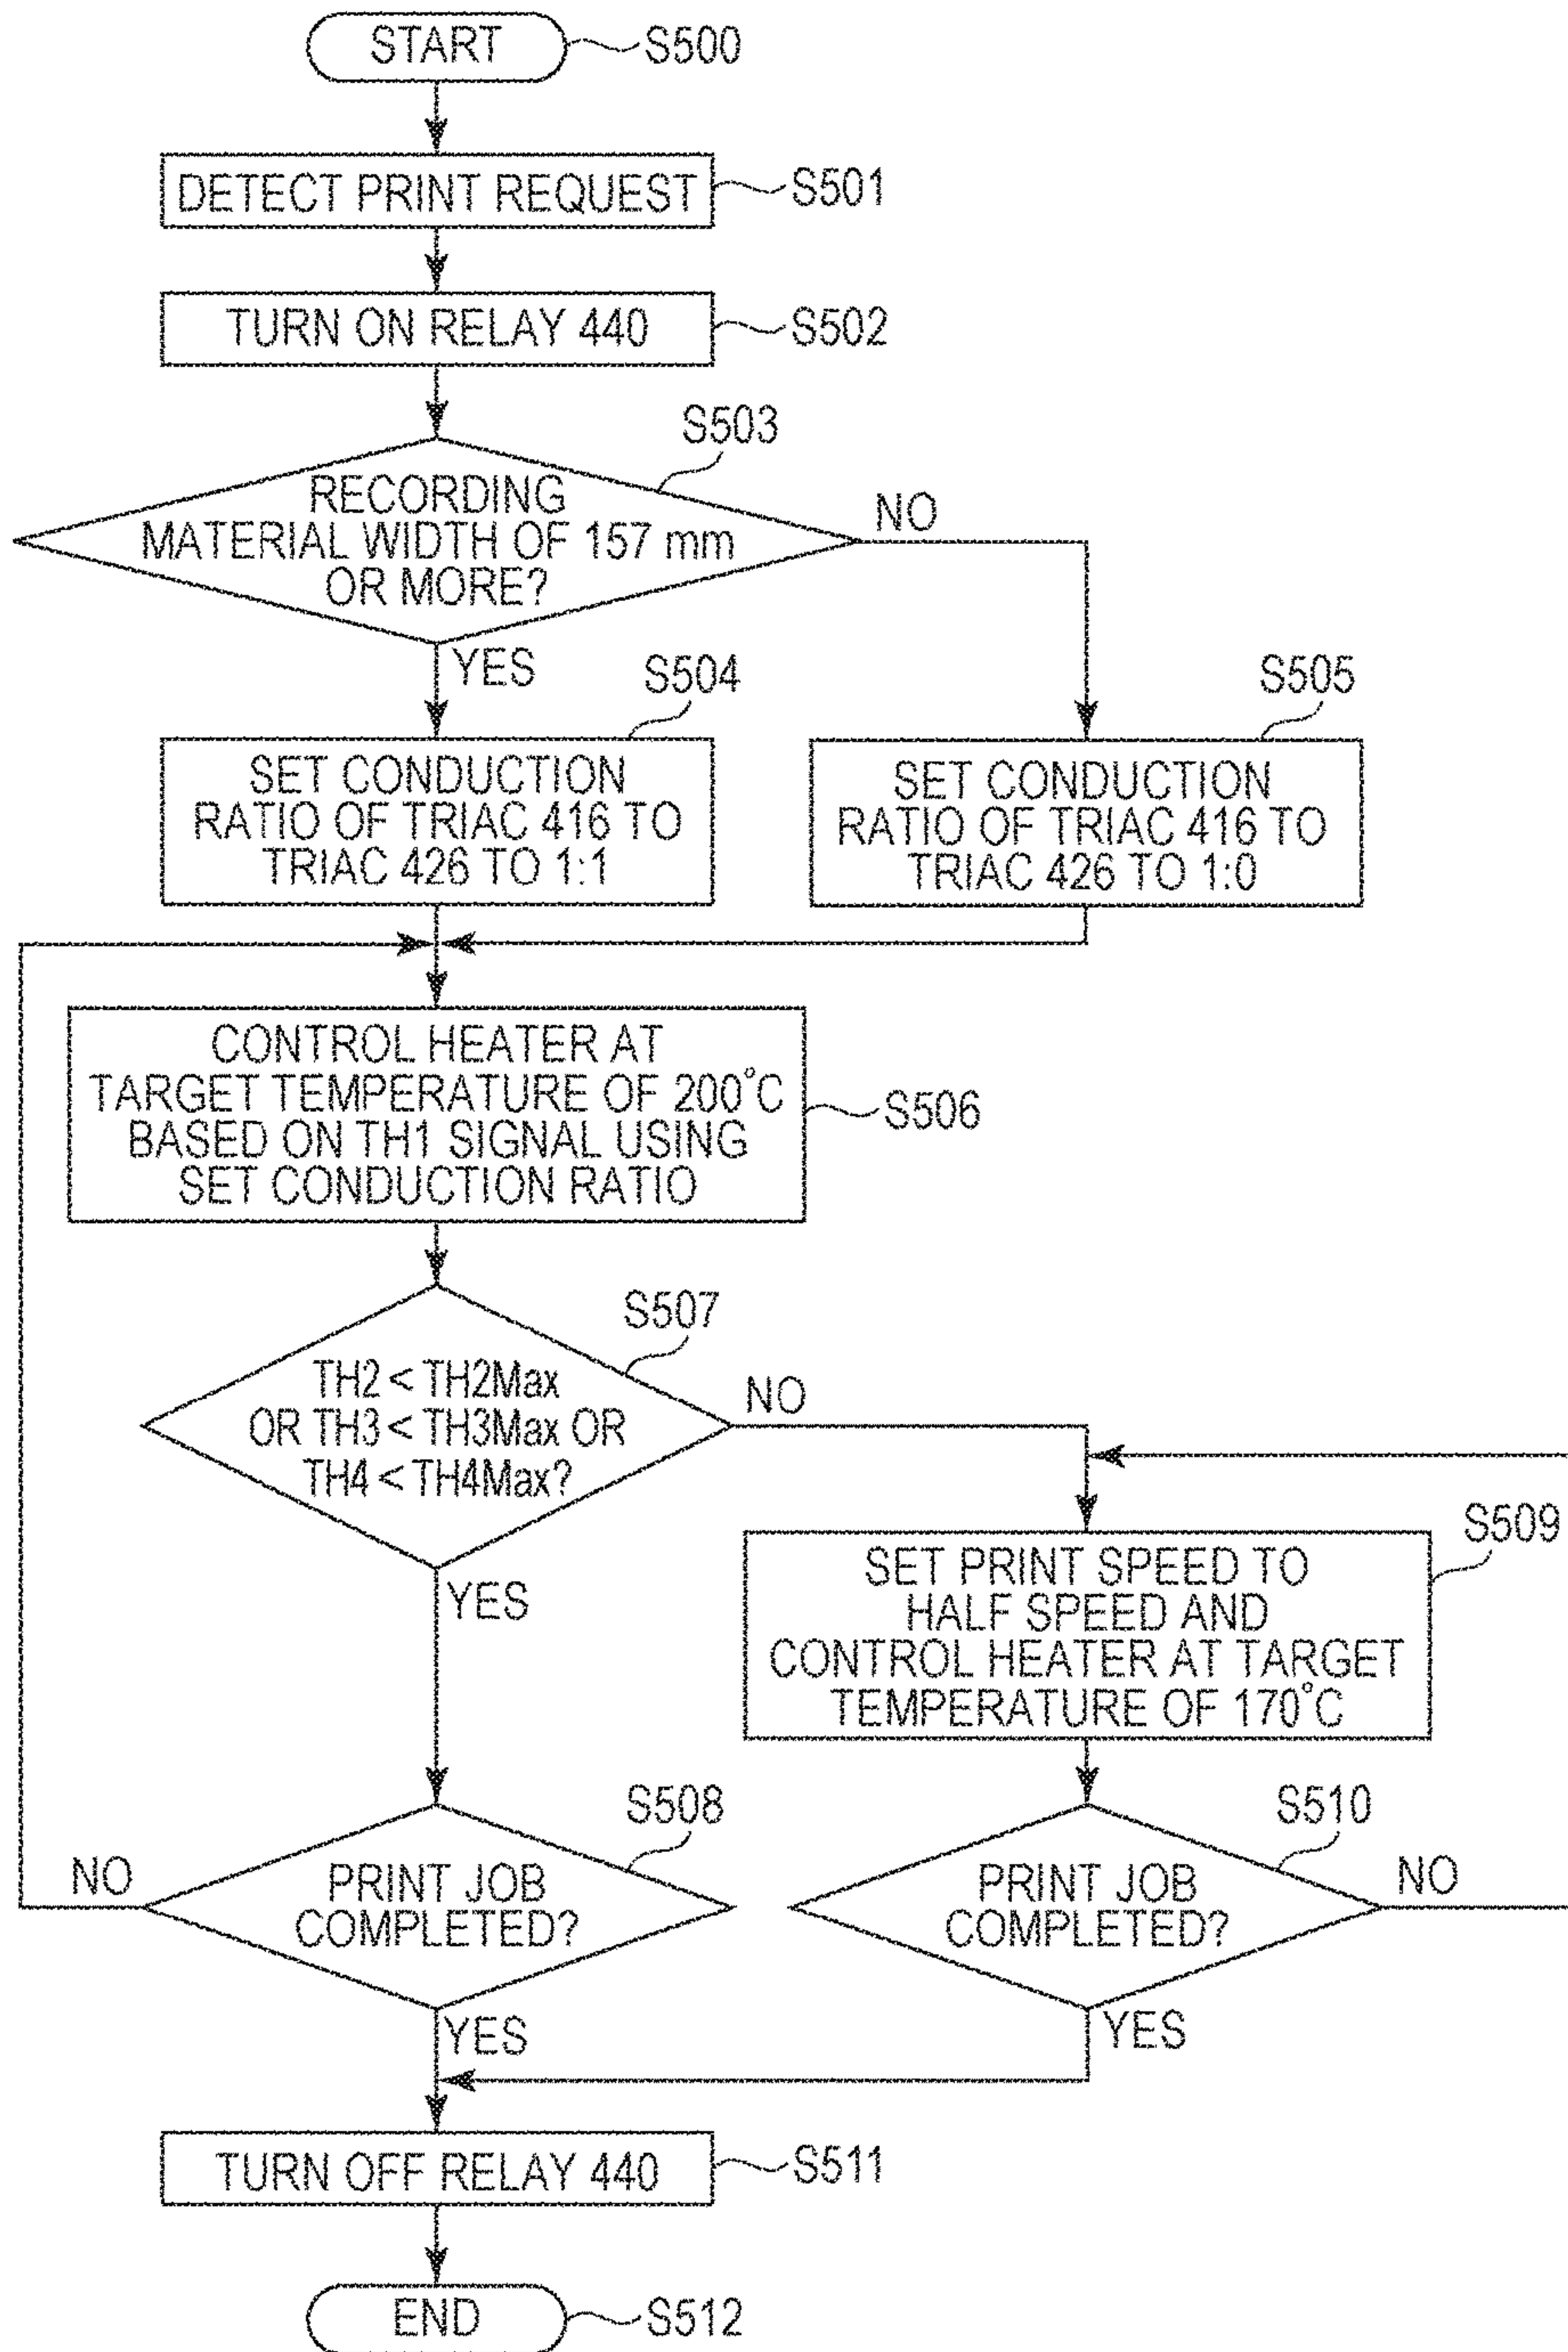 START
S500
DETECT PRINT REQUEST
S501
TURN ON RELAY 440
S502
S503
RECORDING
MATERIAL WIDTH OF 157 mm
OR MORE?
NO
YES
S504
S505
SET CONDUCTION
RATIO OF TRIAC 416 TO
TRIAC 426 TO 1:1
SET CONDUCTION
RATIO OF TRIAC 416 TO
TRIAC 426 TO 1:0
CONTROL HEATER AT
TARGET TEMPERATURE OF 200°C
BASED ON TH1 SIGNAL USING
SET CONDUCTION RATIO
S506
S507
TH2 < TH2Max
OR TH3 < TH3Max OR
TH4 < TH4Max?
NO
YES
S509
SET PRINT SPEED TO
HALF SPEED AND
CONTROL HEATER AT TARGET
TEMPERATURE OF 170°C
S508
S510
NO
PRINT JOB
COMPLETED?
PRINT JOB
COMPLETED?
NO
YES
YES
TURN OFF RELAY 440
S511
END
S512